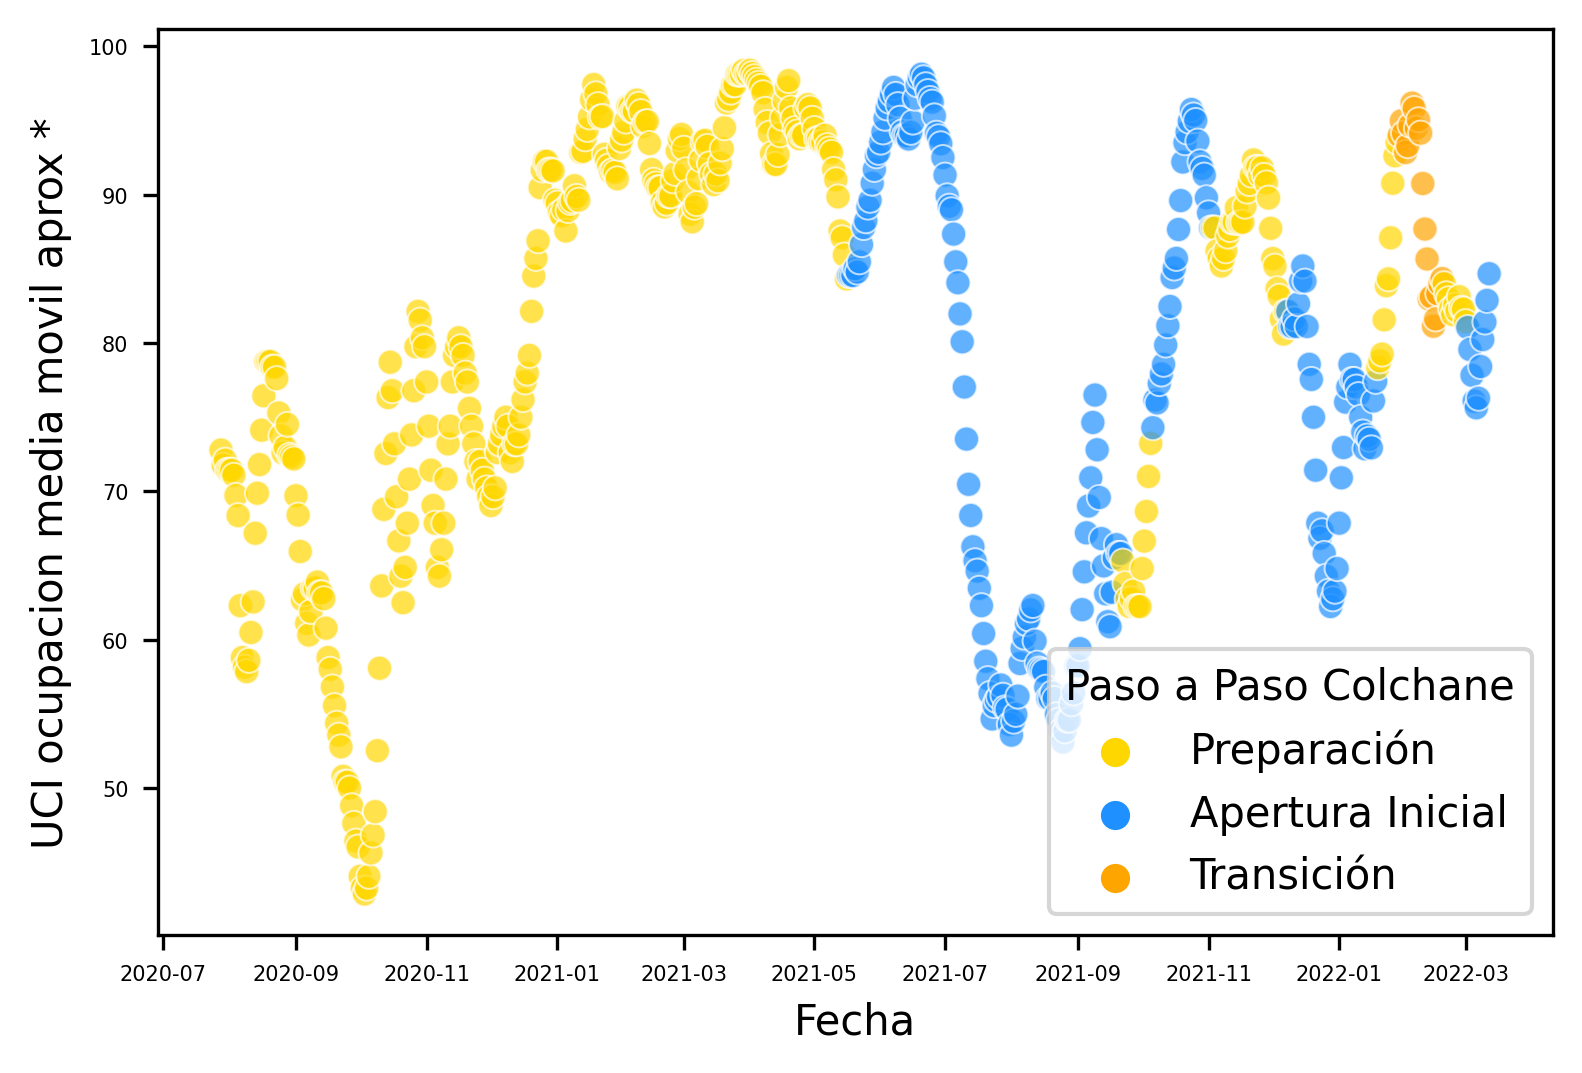 UCI ocupacion media movil aprox *
100
90
80
70
60
50
Paso a Paso Colchane
Preparación
Apertura Inicial
Transición
2020-07 2020-09 2020-11 2021-01 2021-03 2021-05 2021-07 2021-09 2021-11 2022-01 2022-03
Fecha